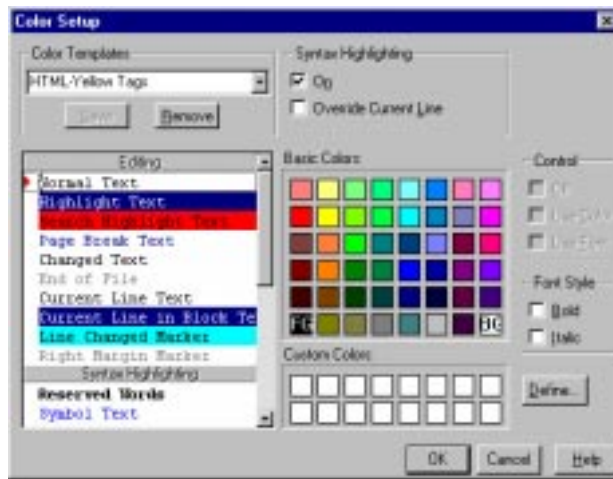 Color Setup
Color Templates
HTML-Yellow Tags
Save
Remove
Syntax Highlighting
On
Override Current Line
Editing
Normal Text
Highlight Text
Search Highlight Text
Page Break Text
Changed Text
End of File
Current Line Text
Current Line in Block Te
Line Changed Marker
Right Margin Marker
Syntax Highlighting
Reserved Words
Symbol Text
Basic Colors
FG
BG
Custom Colors
Control
On
Font Style
Bold
Italic
Define...
OK
Cancel
Help